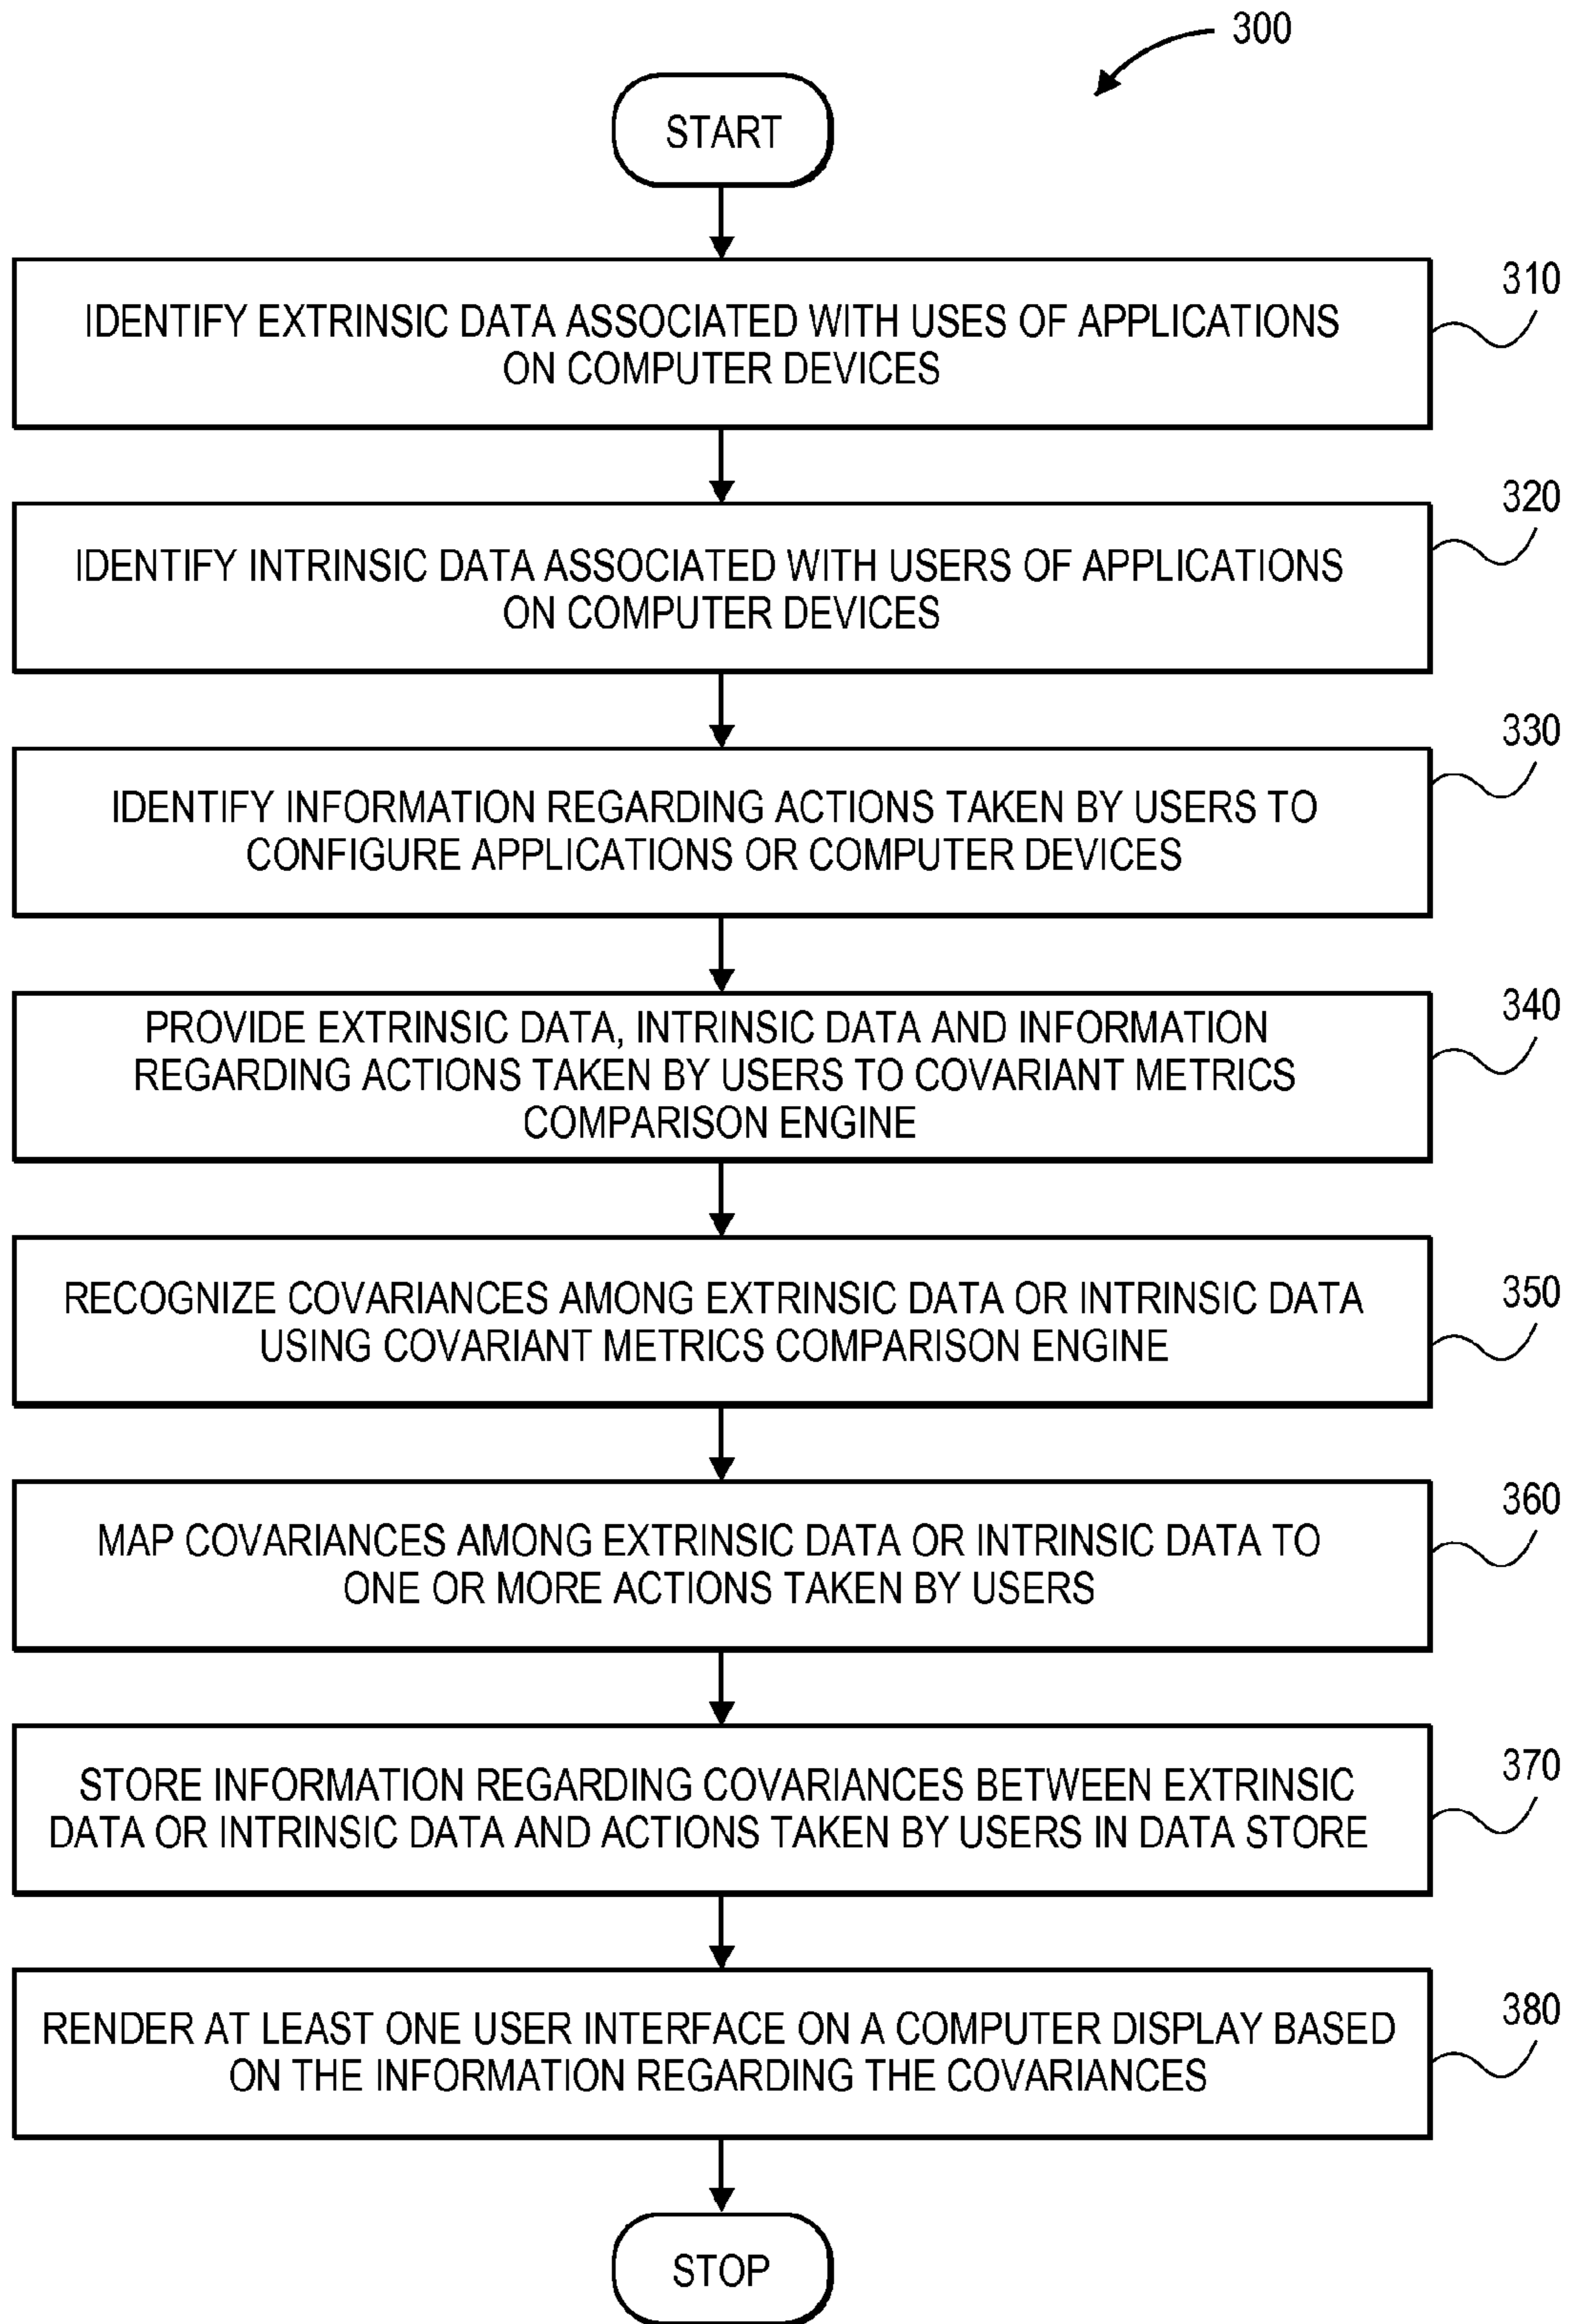 300
START
310
IDENTIFY EXTRINSIC DATA ASSOCIATED WITH USES OF APPLICATIONS
ON COMPUTER DEVICES
320
IDENTIFY INTRINSIC DATA ASSOCIATED WITH USERS OF APPLICATIONS
ON COMPUTER DEVICES
330
IDENTIFY INFORMATION REGARDING ACTIONS TAKEN BY USERS TO
CONFIGURE APPLICATIONS OR COMPUTER DEVICES
340
PROVIDE EXTRINSIC DATA, INTRINSIC DATA AND INFORMATION
REGARDING ACTIONS TAKEN BY USERS TO COVARIANT METRICS
COMPARISON ENGINE
350
RECOGNIZE COVARIANCES AMONG EXTRINSIC DATA OR INTRINSIC DATA
USING COVARIANT METRICS COMPARISON ENGINE
360
MAP COVARIANCES AMONG EXTRINSIC DATA OR INTRINSIC DATA TO
ONE OR MORE ACTIONS TAKEN BY USERS
370
STORE INFORMATION REGARDING COVARIANCES BETWEEN EXTRINSIC
DATA OR INTRINSIC DATA AND ACTIONS TAKEN BY USERS IN DATA STORE
380
RENDER AT LEAST ONE USER INTERFACE ON A COMPUTER DISPLAY BASED
ON THE INFORMATION REGARDING THE COVARIANCES
STOP